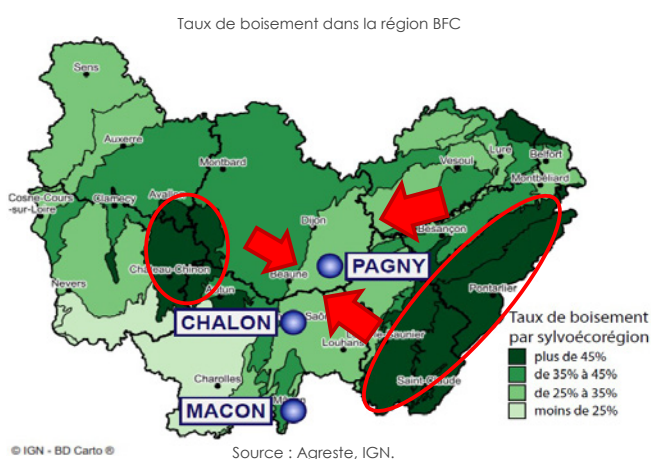 Taux de boisement dans la région BFC
Sens
Auxerre
Montbard
Avallon
Clamecy
Cosne-Cours
-sur-Loire
Nevers
Château-Chinon
Autun
Dijon
Beaune
Vesoul
Lure
Belfort
Montbéliard
Besançon
PAGNY
Pontarlier
CHALON
Saô
Louhans
-le-Saunier
Saint-Claude
Charolles
MACON
Taux de boisement
par sylvoécorégion
plus de 45%
de 35% à 45%
de 25% à 35%
moins de 25%
© IGN - BD Carto ®
Source : Agreste, IGN.